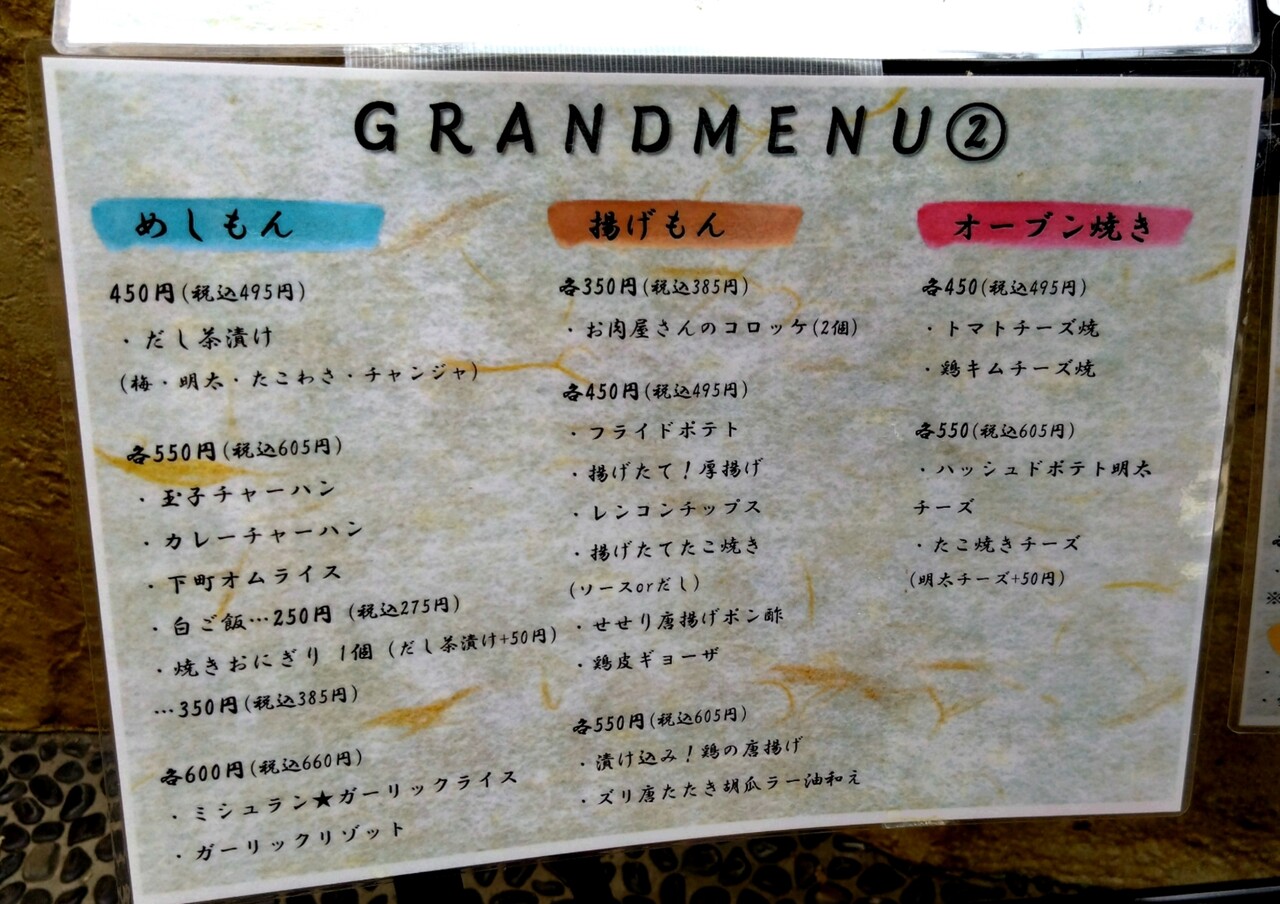 GRANDMENU②
めしもん
450円(税込495円)
・だし茶漬け
(梅・明太・たこわさ・チャンジャ)
各550円(税込605円)
・玉子チャーハン
・カレーチャーハン
・下町オムライス
・白ご飯…250円 (税込275円)
・焼きおにぎり 1個 (だし茶漬け+50円)
…350円(税込385円)
各600円(税込660円)
・ミシュラン★ガーリックライス
・ガーリックリゾット
揚げもん
各350円(税込385円)
・お肉屋さんのコロッケ(2個)
各450円(税込495円)
・フライドポテト
・揚げたて！厚揚げ
・レンコンチップス
・揚げたてたこ焼き
(ソースorだし)
・せせり唐揚げポン酢
・鶏皮ギョーザ
各550円(税込605円)
・漬け込み！鶏の唐揚げ
・ズリ唐たたき胡瓜ラー油和え
オーブン焼き
各450(税込495円)
・トマトチーズ焼
・鶏キムチーズ焼
各550(税込605円)
・ハッシュドポテト明太
チーズ
・たこ焼きチーズ
(明太チーズ+50円)